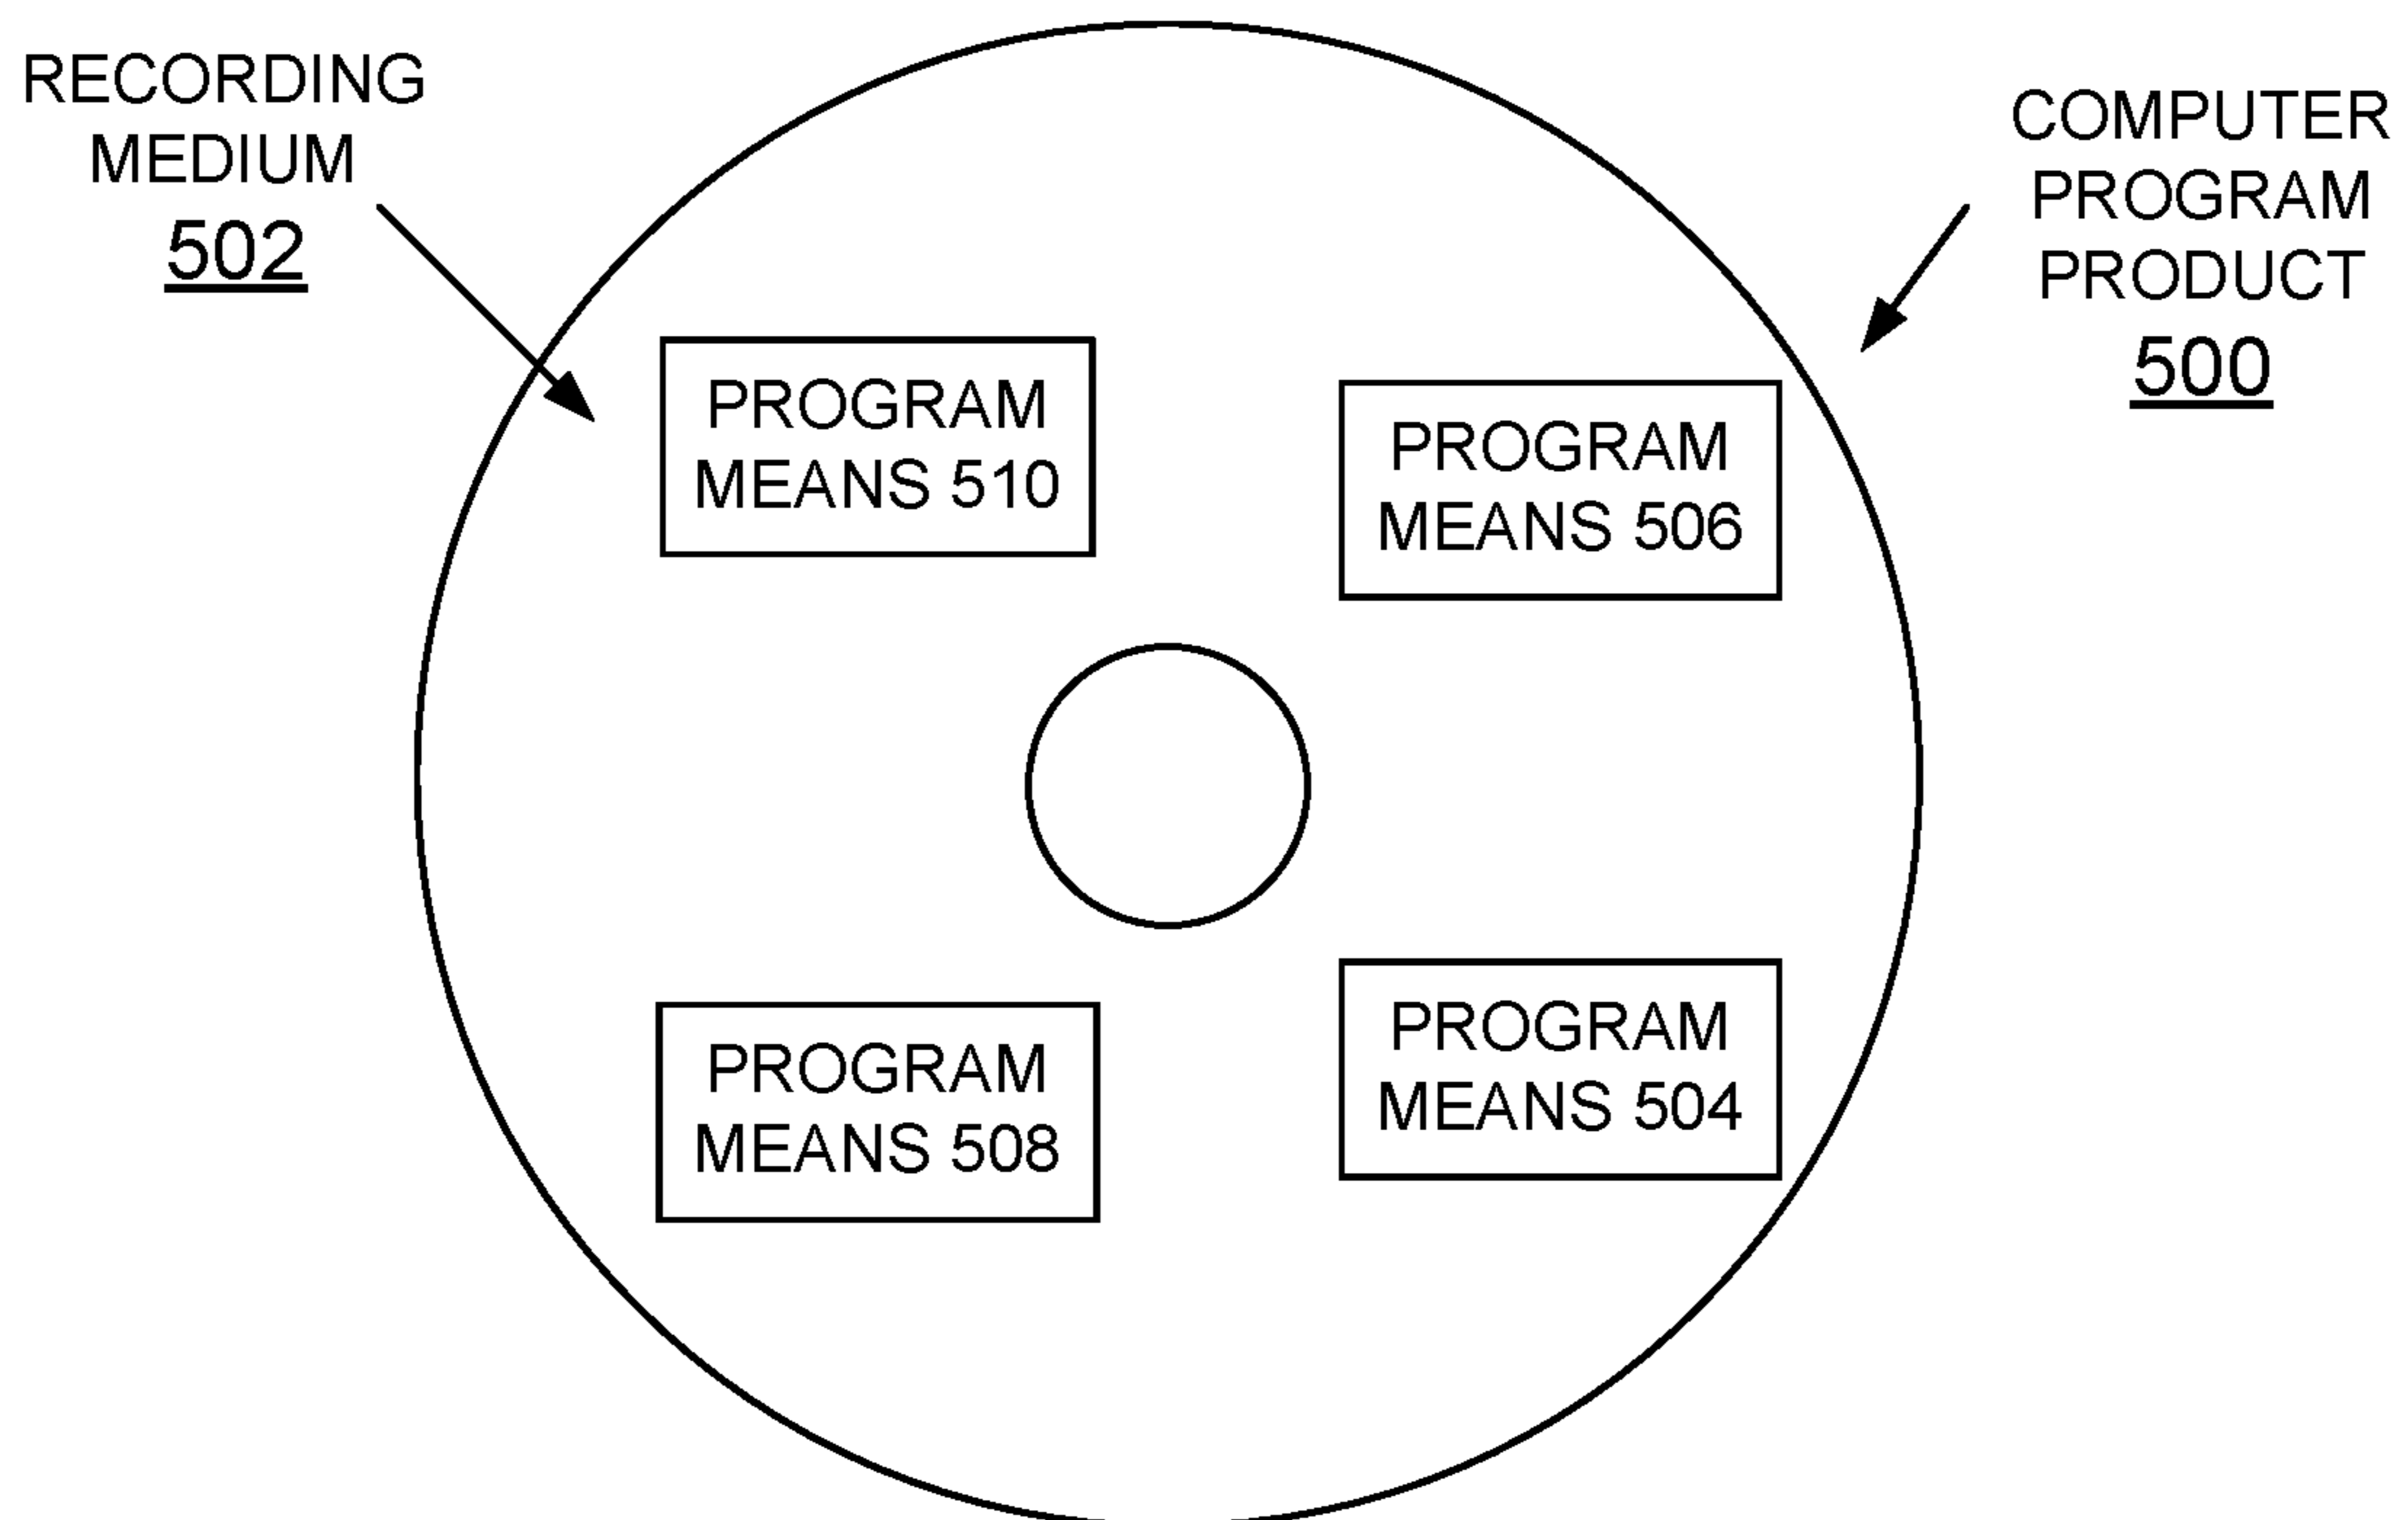 RECORDING
MEDIUM
502
COMPUTER
PROGRAM
PRODUCT
500
PROGRAM
MEANS 510
PROGRAM
MEANS 506
PROGRAM
MEANS 508
PROGRAM
MEANS 504